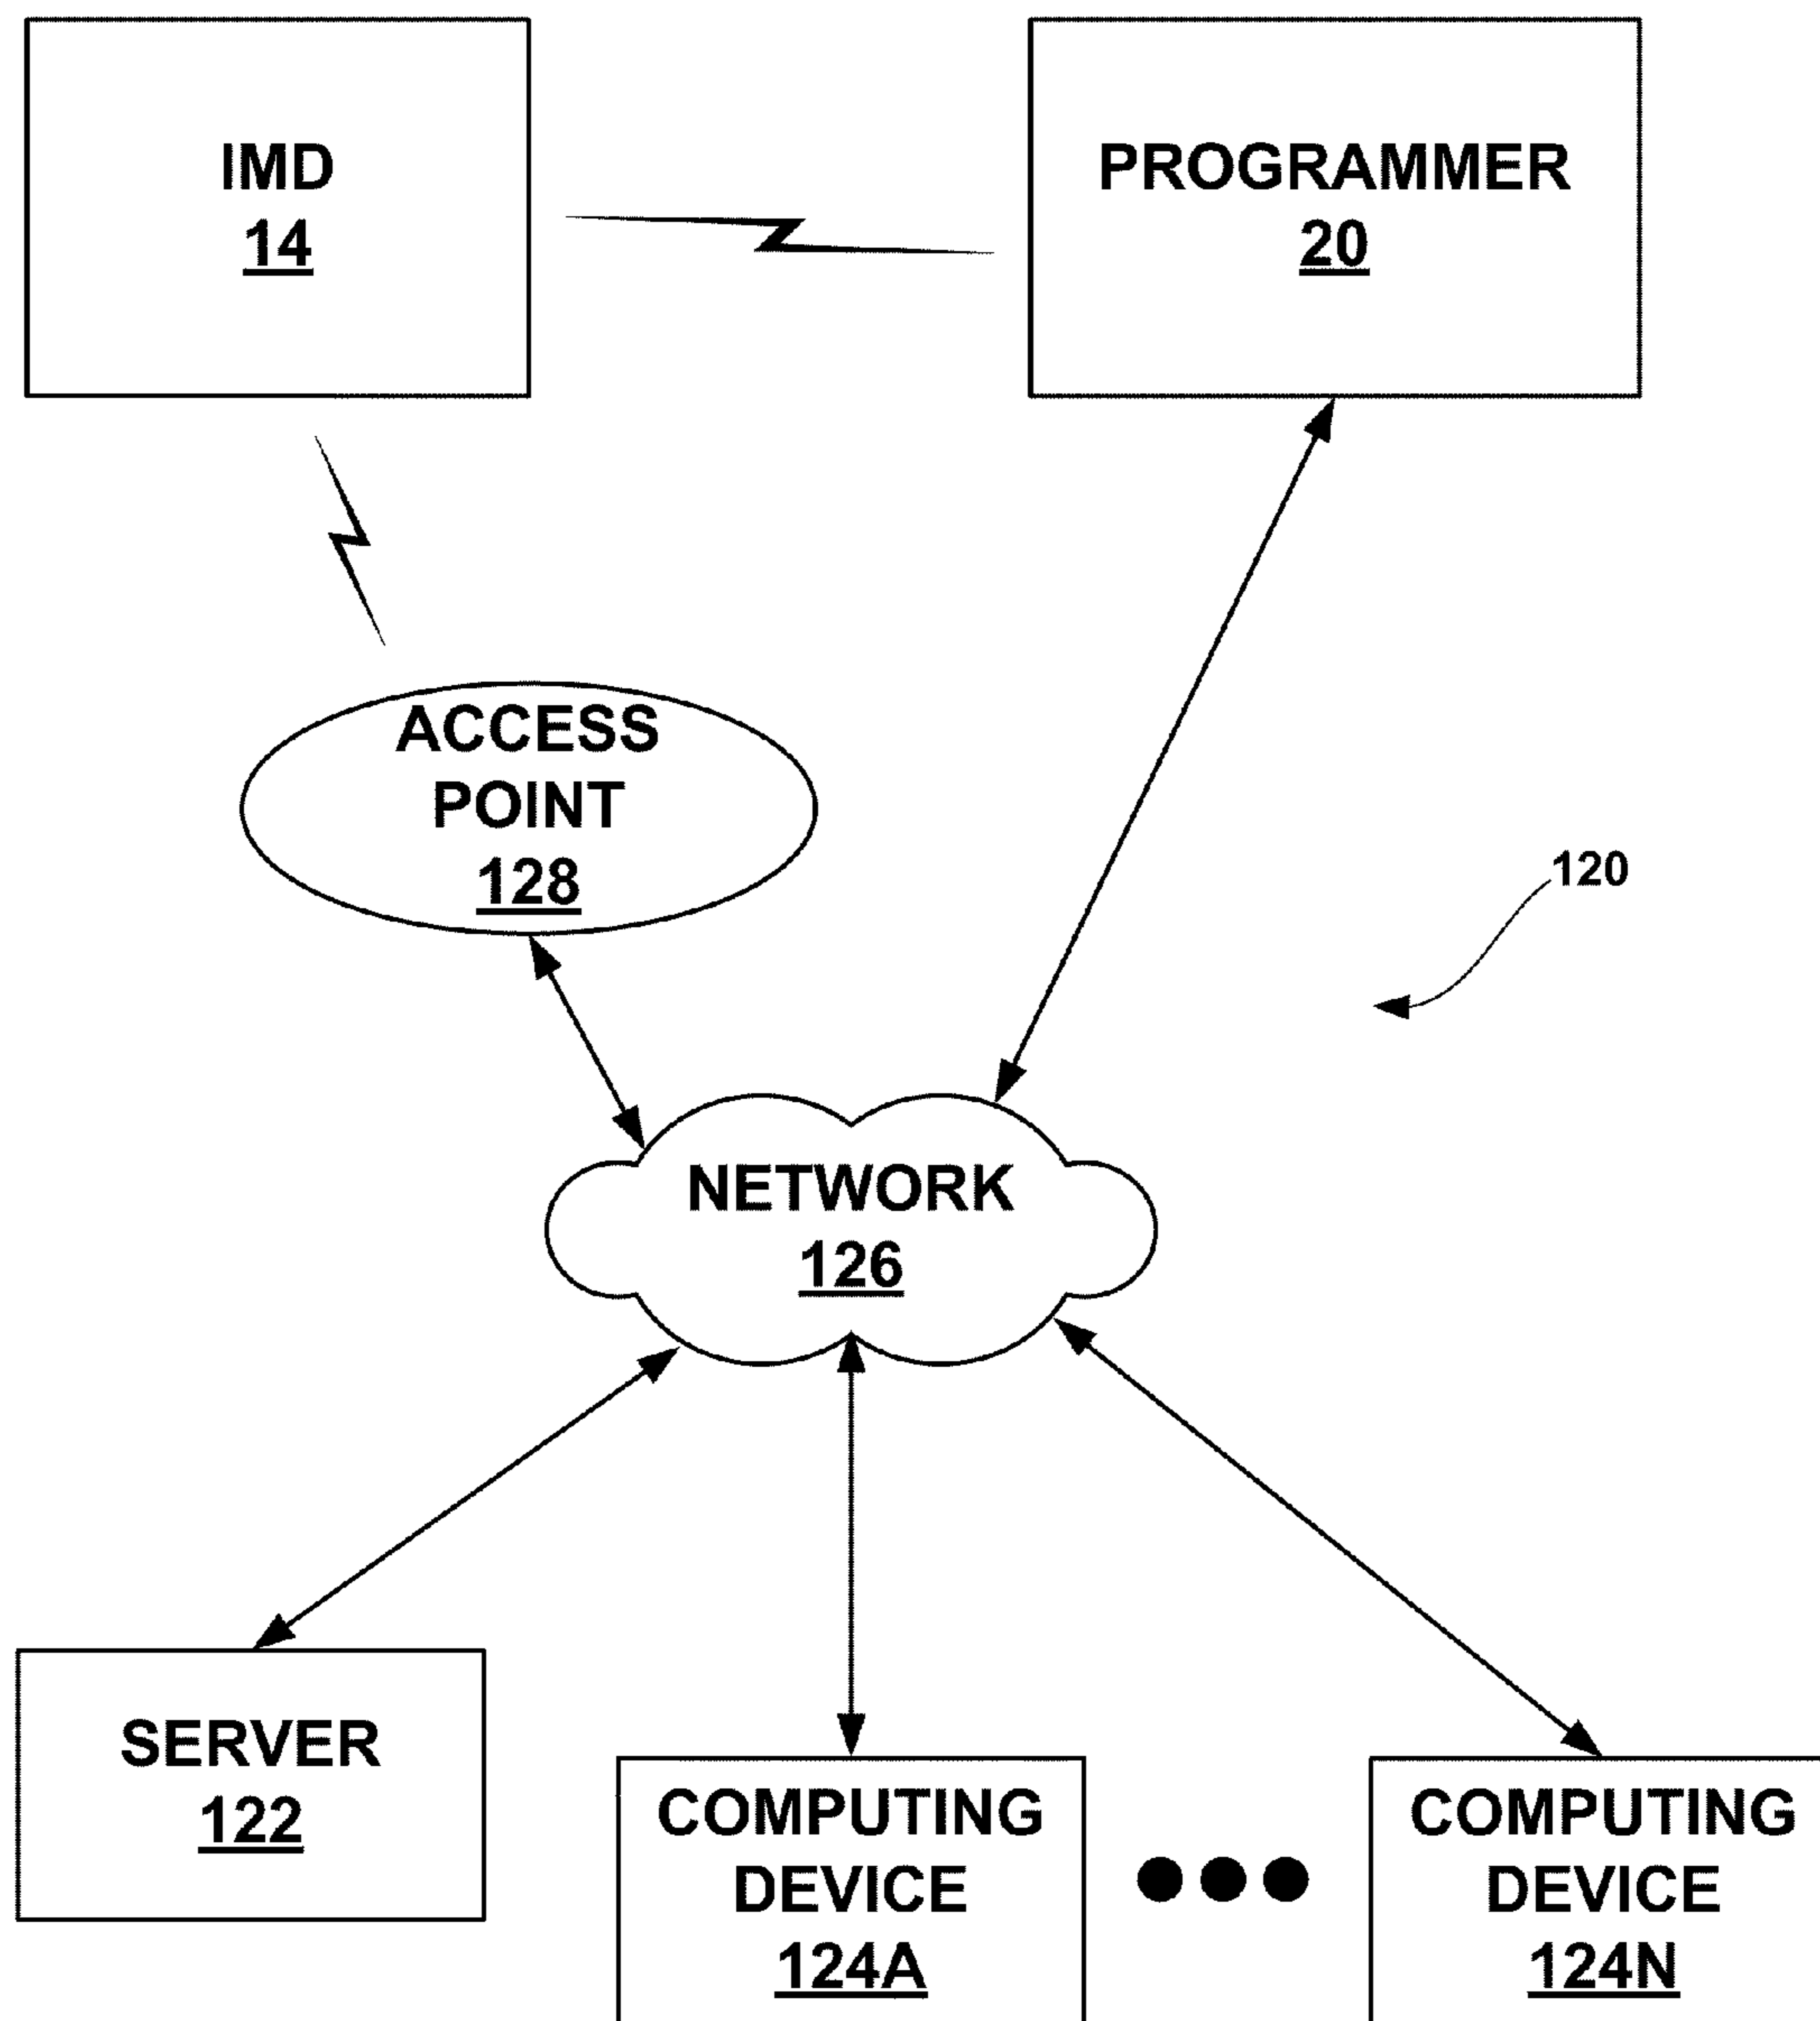 IMD
14
PROGRAMMER
20
ACCESS
POINT
128
120
NETWORK
126
SERVER
122
COMPUTING
DEVICE
124A
COMPUTING
DEVICE
124N